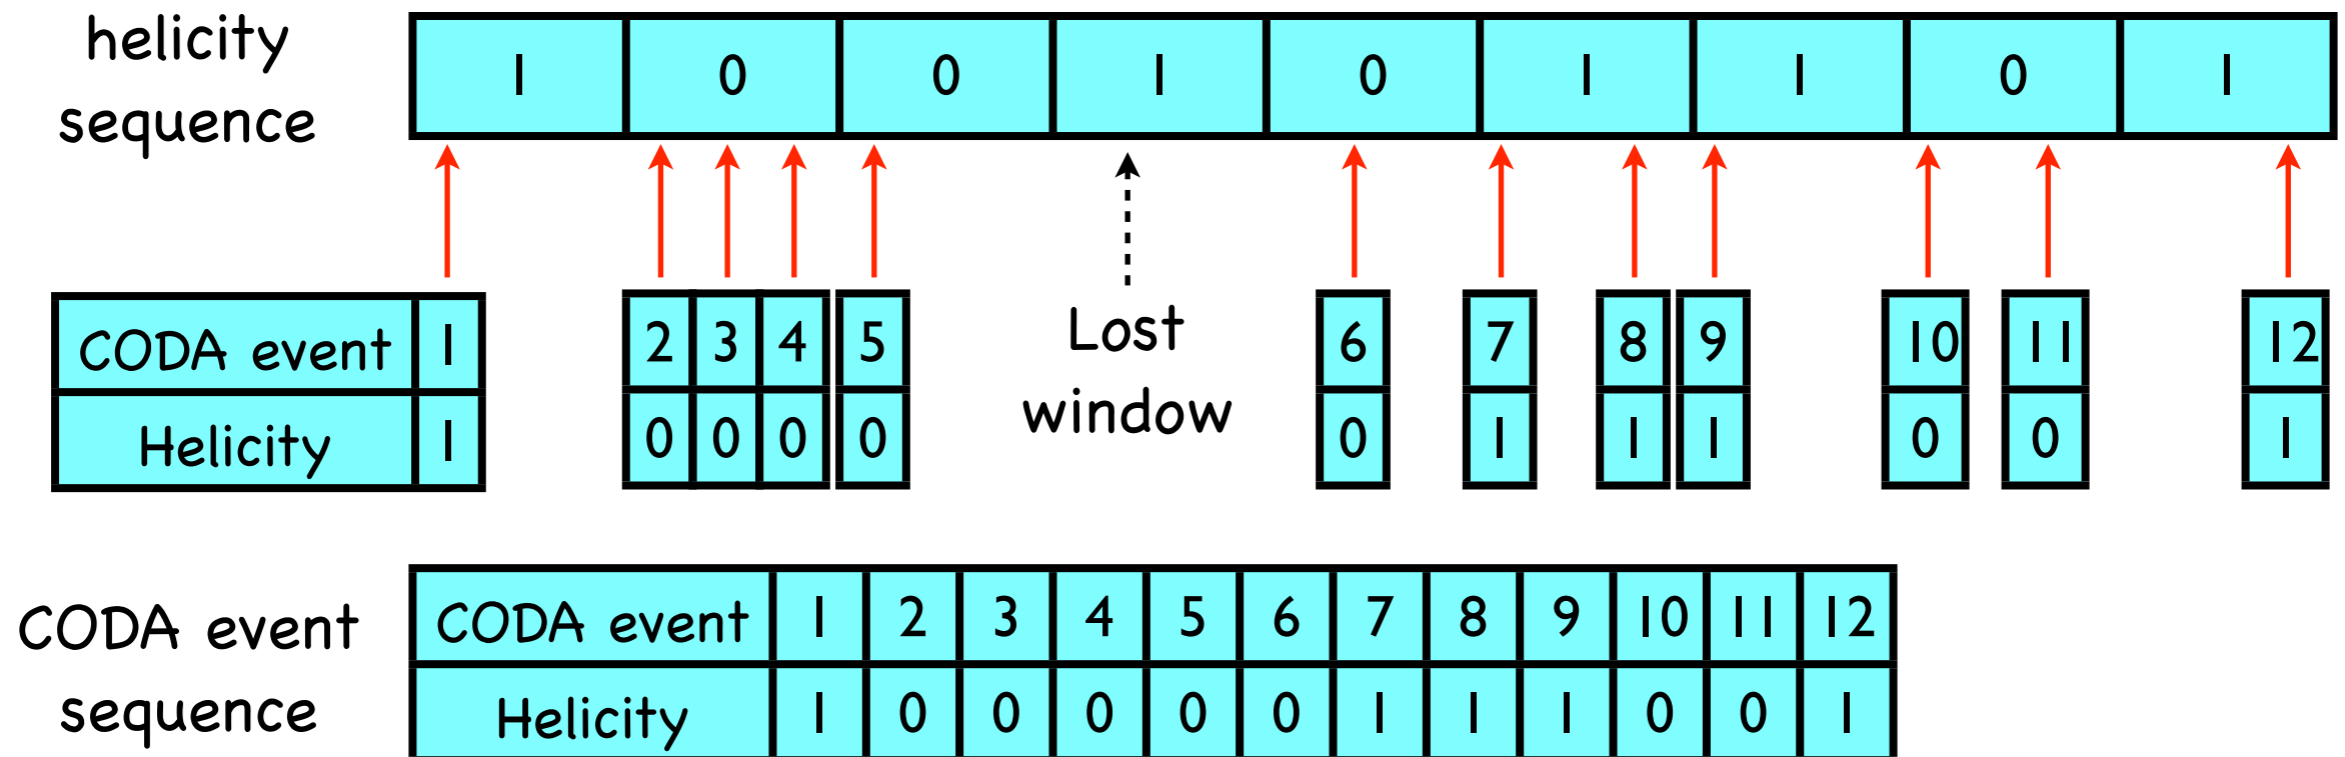 helicity
sequence
1 0 0 1 0 1 1 0 1
CODA event 1 2 3 4 5 6 7 8 9 10 11 12
Helicity 1 0 0 0 0 0 1 1 1 0 0 1
Lost
window
CODA event
sequence
CODA event 1 2 3 4 5 6 7 8 9 10 11 12
Helicity 1 0 0 0 0 0 1 1 1 0 0 1